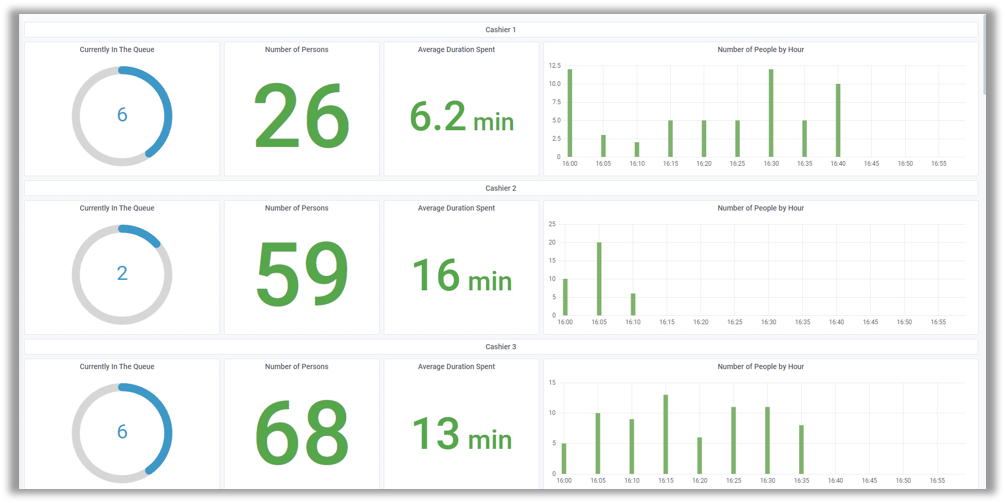 Cashier 1
Currently In The Queue
6
Number of Persons
26
Average Duration Spent
6.2 min
Number of People by Hour
12.5
10.0
7.5
5.0
2.5
0
16:00 16:05 16:10 16:15 16:20 16:25 16:30 16:35 16:40 16:45 16:50 16:55
Cashier 2
Currently In The Queue
2
Number of Persons
59
Average Duration Spent
16 min
Number of People by Hour
25
20
15
10
5
0
16:00 16:05 16:10 16:15 16:20 16:25 16:30 16:35 16:40 16:45 16:50 16:55
Cashier 3
Currently In The Queue
6
Number of Persons
68
Average Duration Spent
13 min
Number of People by Hour
15
10
5
0
16:00 16:05 16:10 16:15 16:20 16:25 16:30 16:35 16:40 16:45 16:50 16:55